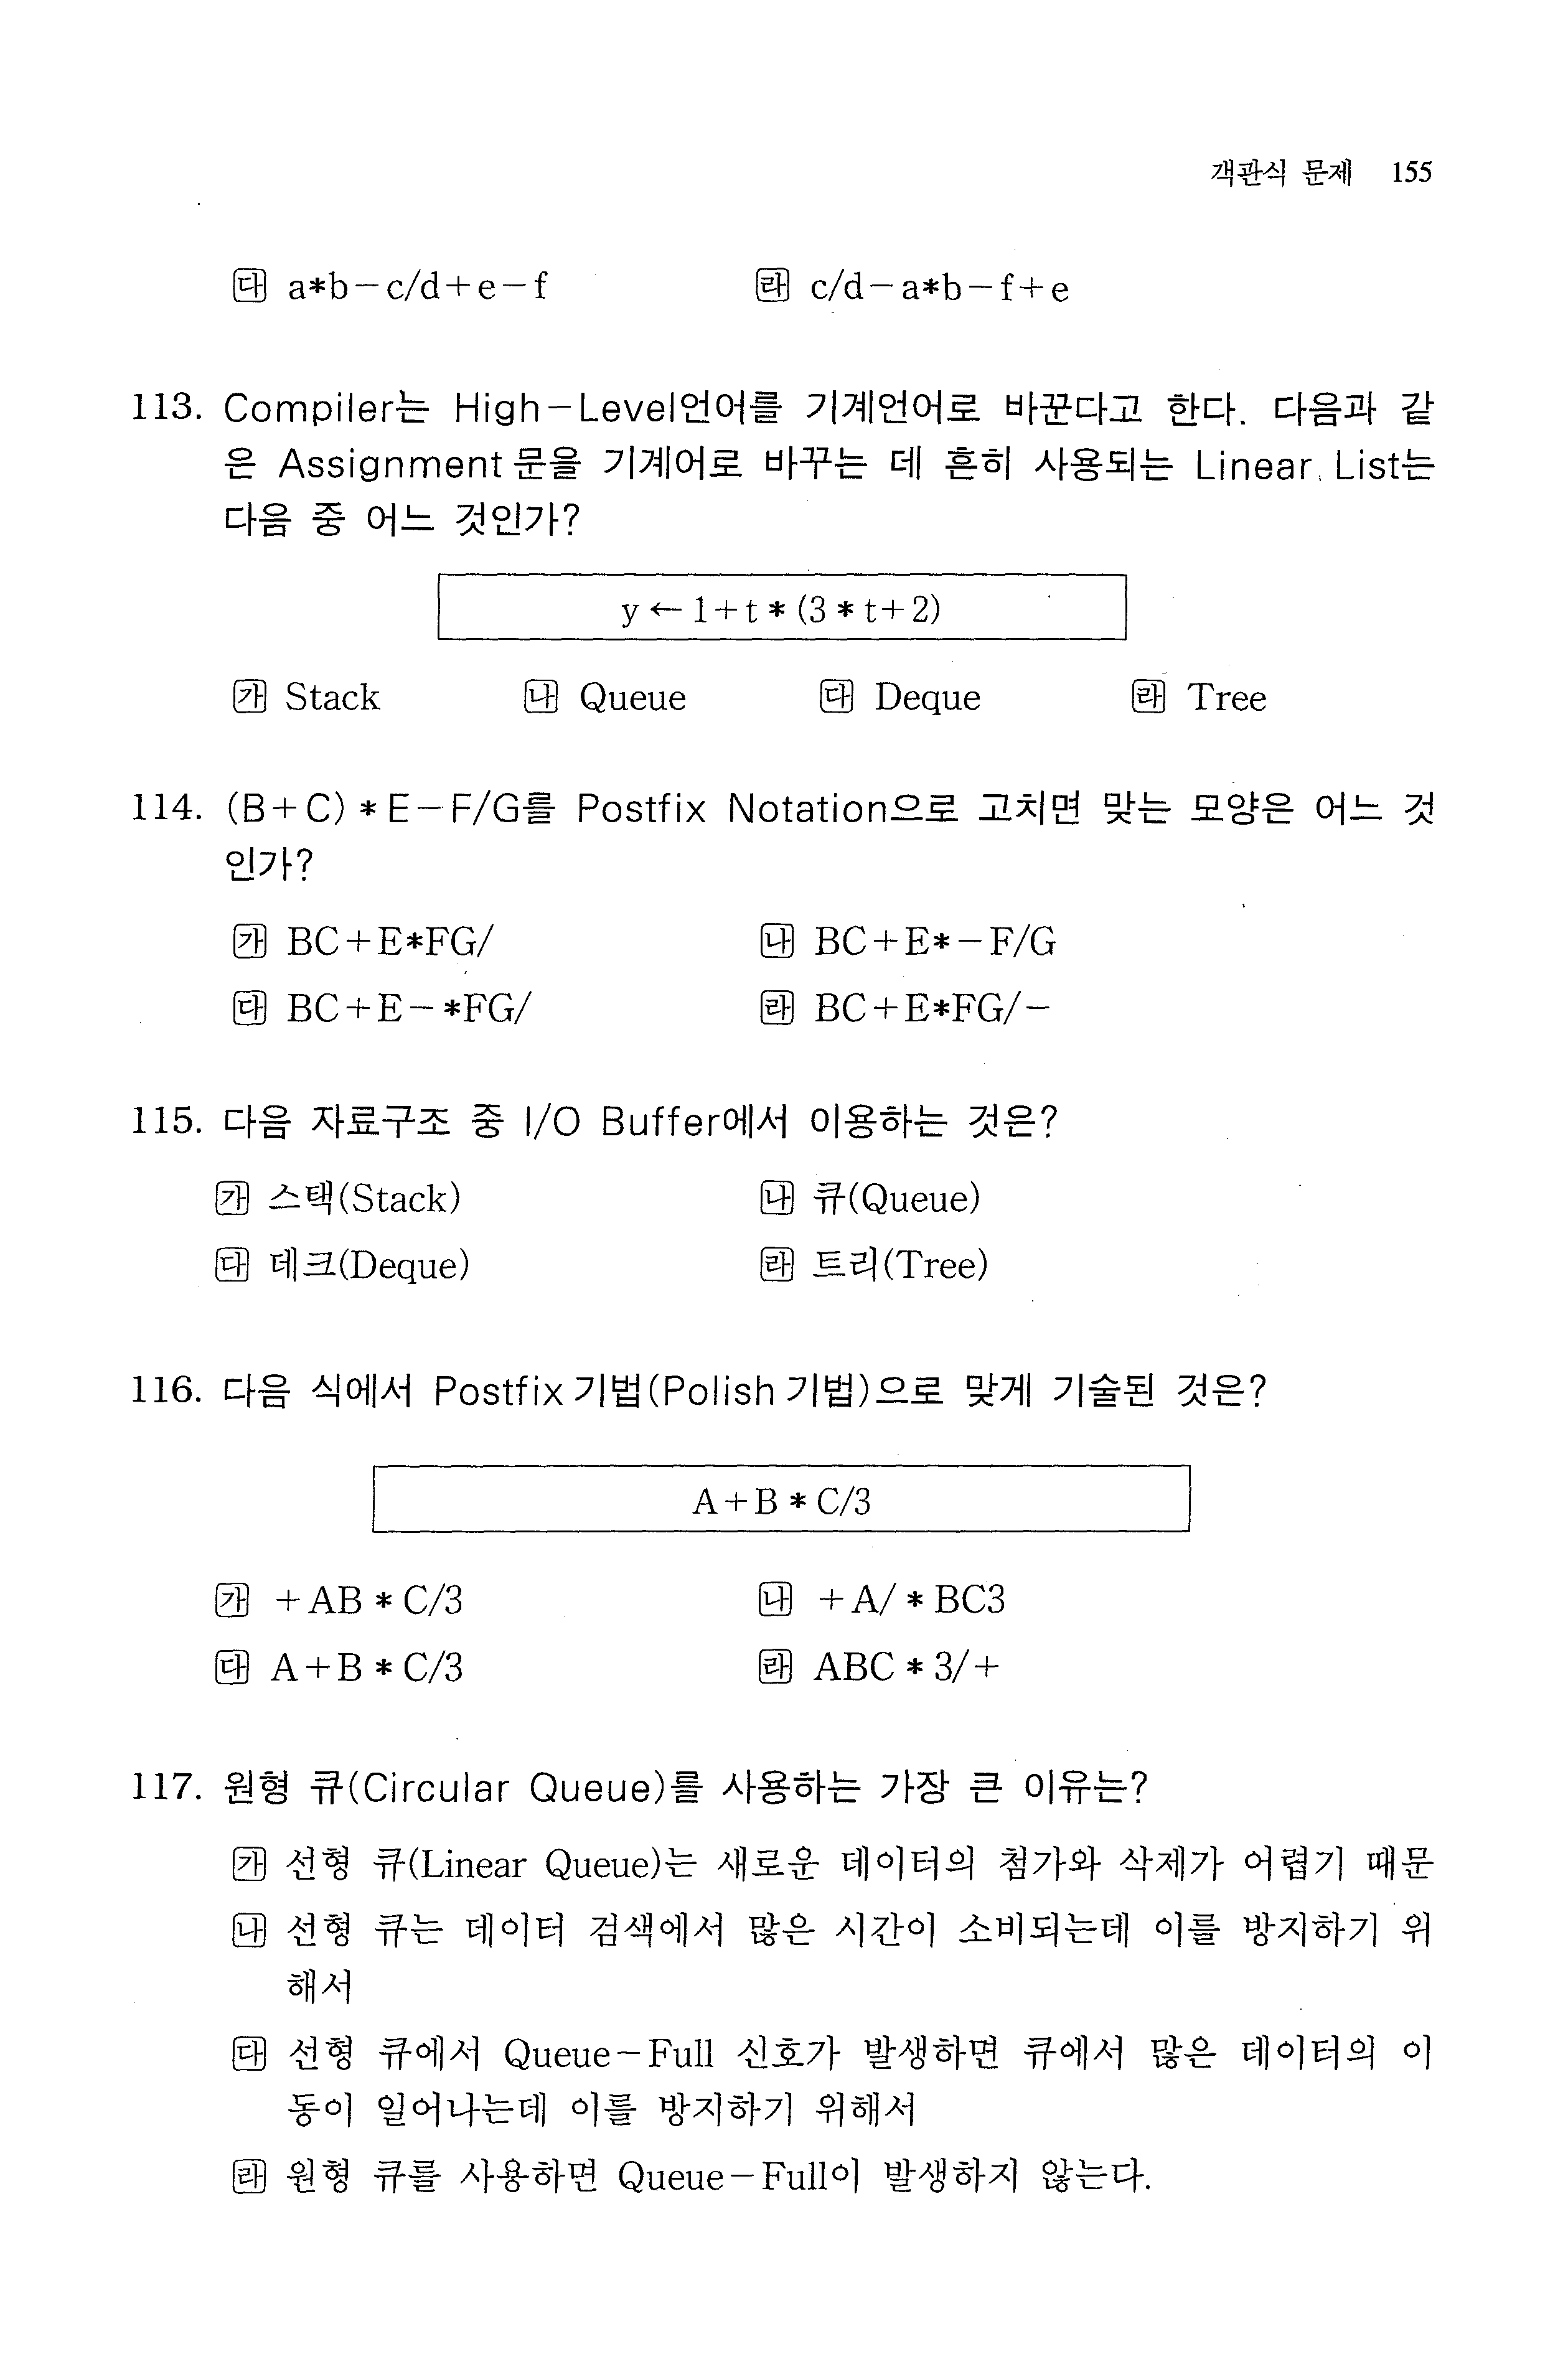 객관식 문제 155
㉰ a*b-c/d+e-f ㉱ c/d-a*b-f+e
113. Compiler는 High-Level언어를 기계언어로 바꾼다고 한다. 다음과 같
은 Assignment 문을 기계어로 바꾸는 데 흔히 사용되는 Linear List는
다음 중 어느 것인가?
y ← 1+t * (3 * t+2)
㉮ Stack ㉯ Queue ㉰ Deque ㉱ Tree
114. (B+C) * E-F/G를 Postfix Notation으로 고치면 맞는 모양은 어느 것
인가?
㉮ BC+E*FG/ ㉯ BC+E*-F/G
㉰ BC+E-*FG/ ㉱ BC+E*FG/-
115. 다음 자료구조 중 I/O Buffer에서 이용하는 것은?
㉮ 스택(Stack) ㉯ 큐(Queue)
㉰ 데크(Deque) ㉱ 트리(Tree)
116. 다음 식에서 Postfix 기법(Polish 기법)으로 맞게 기술된 것은?
A+B * C/3
㉮ +AB * C/3 ㉯ +A/ * BC3
㉰ A+B * C/3 ㉱ ABC * 3/+
117. 원형 큐(Circular Queue)를 사용하는 가장 큰 이유는?
㉮ 선형 큐(Linear Queue)는 새로운 데이터의 첨가와 삭제가 어렵기 때문
㉯ 선형 큐는 데이터 검색에서 많은 시간이 소비되는데 이를 방지하기 위
해서
㉰ 선형 큐에서 Queue-Full 신호가 발생하면 큐에서 많은 데이터의 이
동이 일어나는데 이를 방지하기 위해서
㉱ 원형 큐를 사용하면 Queue-Full이 발생하지 않는다.